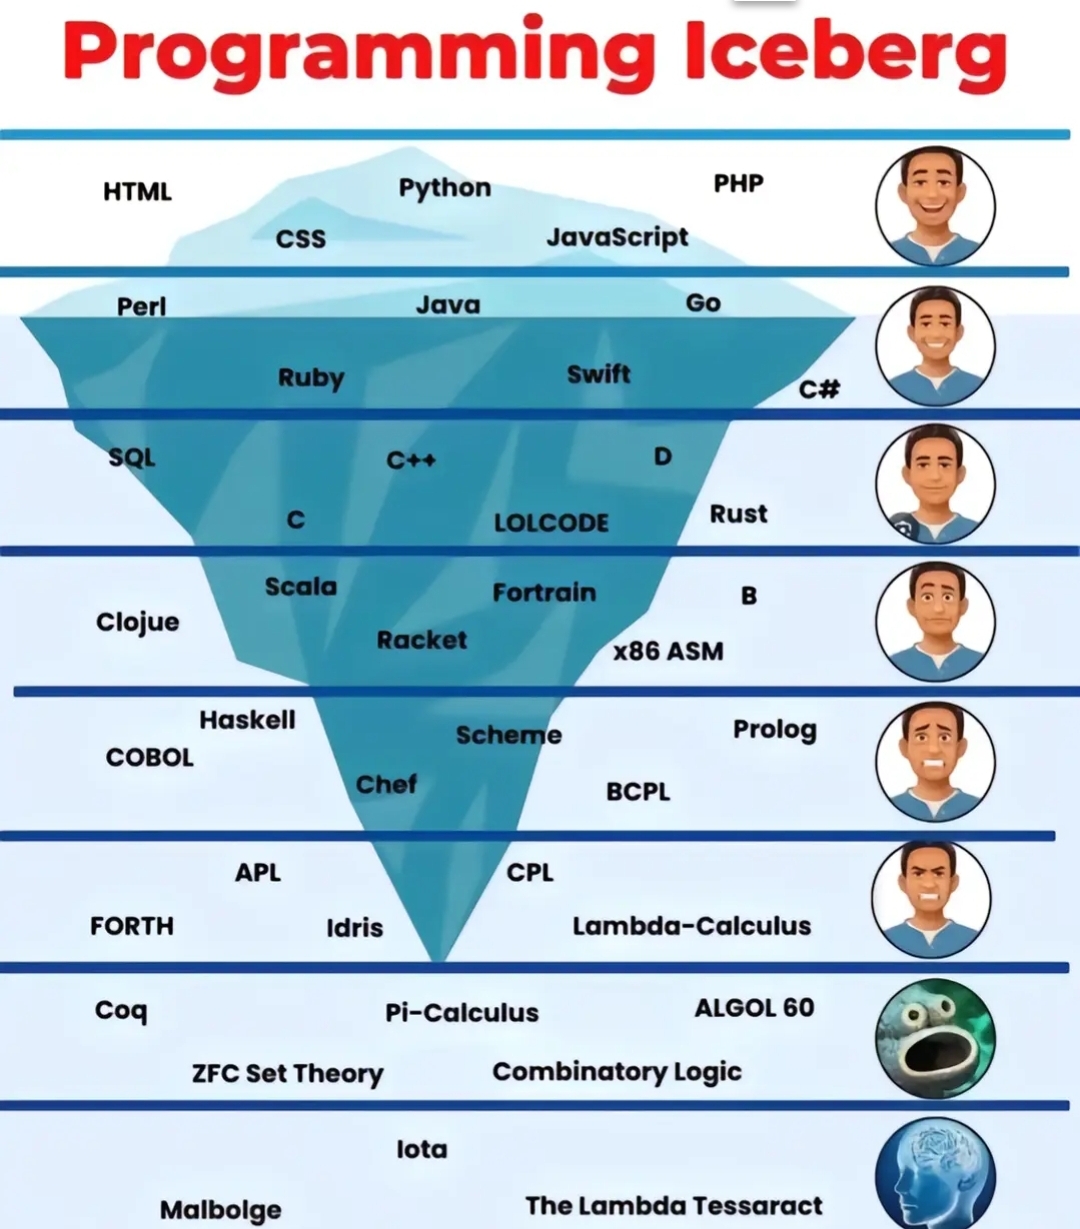 Programming Iceberg
HTML Python PHP
CSS JavaScript
Perl Java Go
Ruby Swift C#
SQL C++ D
C LOLCODE Rust
Scala Fortrain B
Clojue Racket x86 ASM
Haskell Scheme Prolog
COBOL Chef BCPL
APL CPL
FORTH Idris Lambda-Calculus
Coq Pi-Calculus ALGOL 60
ZFC Set Theory Combinatory Logic
Iota
Malbolge The Lambda Tessaract